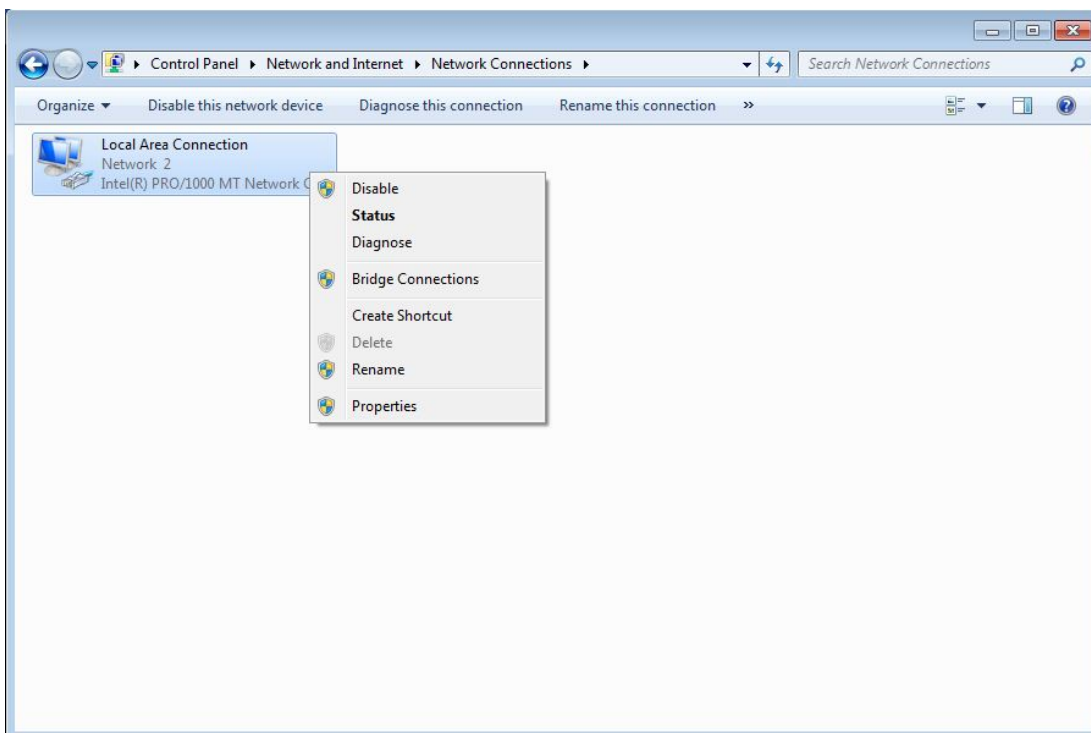 Control Panel Network and Internet Network Connections
Search Network Connections
Organize Disable this network device Diagnose this connection Rename this connection »
Local Area Connection
Network 2
Intel(R) PRO/1000 MT Network
Disable
Status
Diagnose
Bridge Connections
Create Shortcut
Delete
Rename
Properties